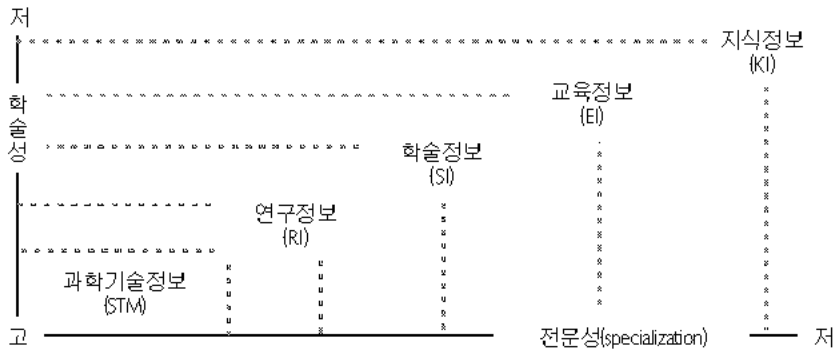 저
지식정보
(KI)
교육정보
(EI)
학술성
학술정보
(SI)
연구정보
(RI)
과학기술정보
(STM)
고
전문성(specialization)
저